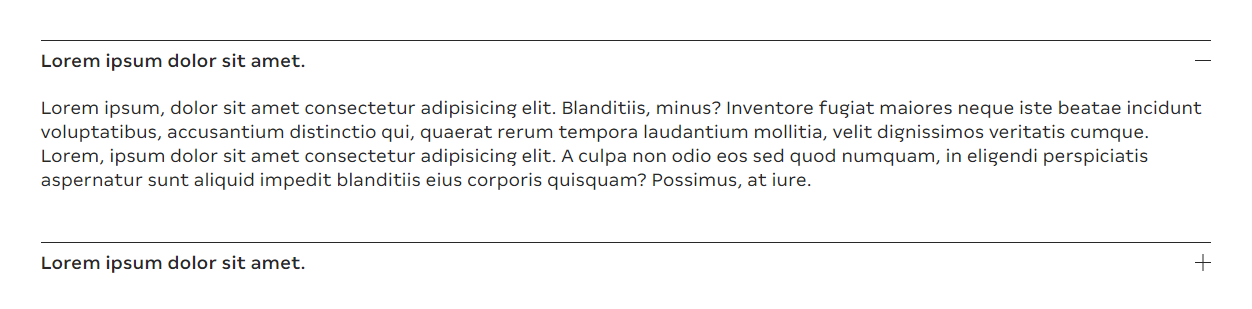 Lorem ipsum dolor sit amet.
Lorem ipsum, dolor sit amet consectetur adipisicing elit. Blanditiis, minus? Inventore fugiat maiores neque iste beatae incidunt
voluptatibus, accusantium distinctio qui, quaerat rerum tempora laudantium mollitia, velit dignissimos veritatis cumque.
Lorem, ipsum dolor sit amet consectetur adipisicing elit. A culpa non odio eos sed quod numquam, in eligendi perspiciatis
aspernatur sunt aliquid impedit blanditiis eius corporis quisquam? Possimus, at iure.
Lorem ipsum dolor sit amet.